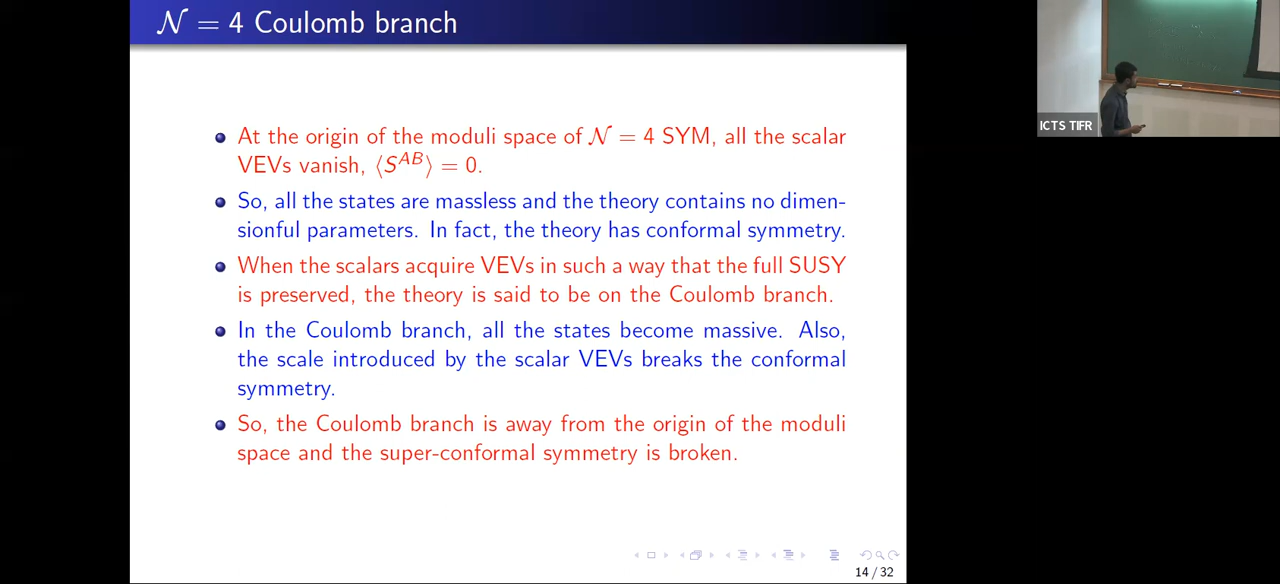 𝒩 = 4 Coulomb branch
At the origin of the moduli space of 𝒩 = 4 SYM, all the scalar
VEVs vanish, ⟨S^{AB}⟩ = 0.
So, all the states are massless and the theory contains no dimen-
sionful parameters. In fact, the theory has conformal symmetry.
When the scalars acquire VEVs in such a way that the full SUSY
is preserved, the theory is said to be on the Coulomb branch.
In the Coulomb branch, all the states become massive. Also,
the scale introduced by the scalar VEVs breaks the conformal
symmetry.
So, the Coulomb branch is away from the origin of the moduli
space and the super-conformal symmetry is broken.
14 / 32
ICTS TIFR